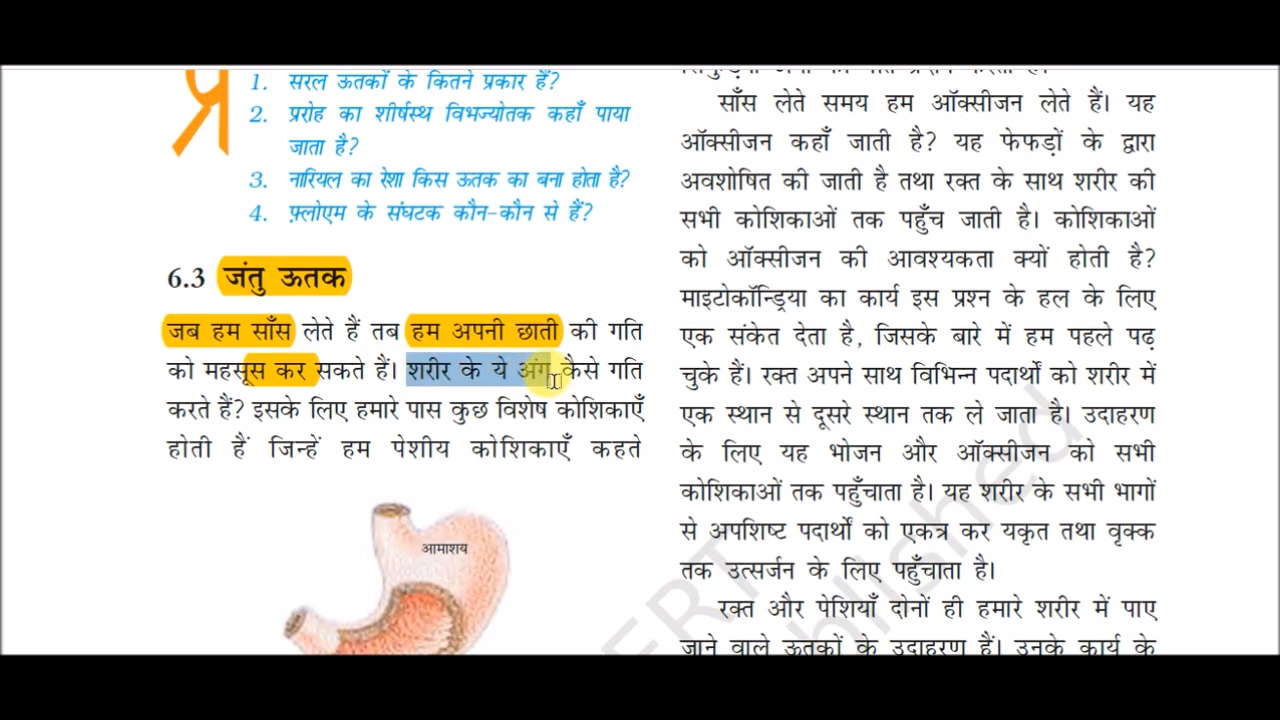 प्र
1. सरल ऊतकों के कितने प्रकार हैं?
2. प्ररोह का शीर्षस्थ विभज्योतक कहाँ पाया
जाता है?
3. नारियल का रेशा किस ऊतक का बना होता है?
4. फ़्लोएम के संघटक कौन-कौन से हैं?
6.3 जंतु ऊतक
जब हम साँस लेते हैं तब हम अपनी छाती की गति
को महसूस कर सकते हैं। शरीर के ये अंग कैसे गति
करते हैं? इसके लिए हमारे पास कुछ विशेष कोशिकाएँ
होती हैं जिन्हें हम पेशीय कोशिकाएँ कहते
आमाशय
साँस लेते समय हम ऑक्सीजन लेते हैं। यह
ऑक्सीजन कहाँ जाती है? यह फेफड़ों के द्वारा
अवशोषित की जाती है तथा रक्त के साथ शरीर की
सभी कोशिकाओं तक पहुँच जाती है। कोशिकाओं
को ऑक्सीजन की आवश्यकता क्यों होती है?
माइटोकॉन्ड्रिया का कार्य इस प्रश्न के हल के लिए
एक संकेत देता है, जिसके बारे में हम पहले पढ़
चुके हैं। रक्त अपने साथ विभिन्न पदार्थों को शरीर में
एक स्थान से दूसरे स्थान तक ले जाता है। उदाहरण
के लिए यह भोजन और ऑक्सीजन को सभी
कोशिकाओं तक पहुँचाता है। यह शरीर के सभी भागों
से अपशिष्ट पदार्थों को एकत्र कर यकृत तथा वृक्क
तक उत्सर्जन के लिए पहुँचाता है।
रक्त और पेशियाँ दोनों ही हमारे शरीर में पाए
जाने वाले ऊतकों के उदाहरण हैं। उनके कार्य के